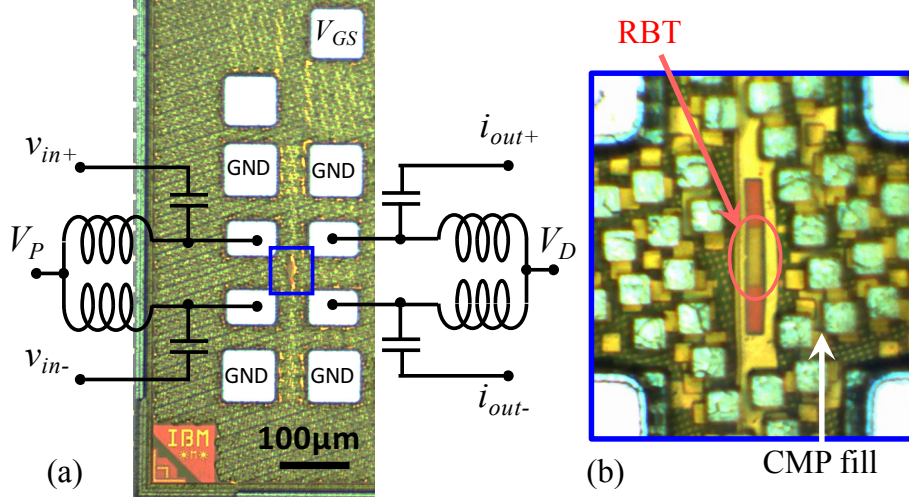 V_GS
v_in+
GND
GND
i_out+
V_P
V_D
v_in-
GND
GND
i_out-
IBM
*M*
100μm
(a)
RBT
CMP fill
(b)